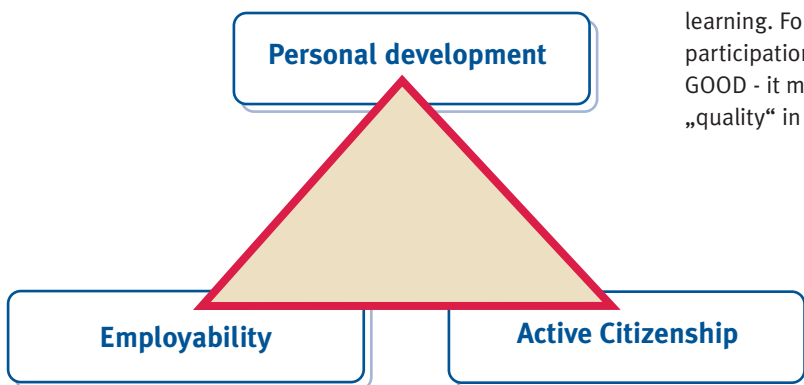 Personal development
Employability
Active Citizenship
learning. Fo
participation
GOOD - it m
„quality“ in